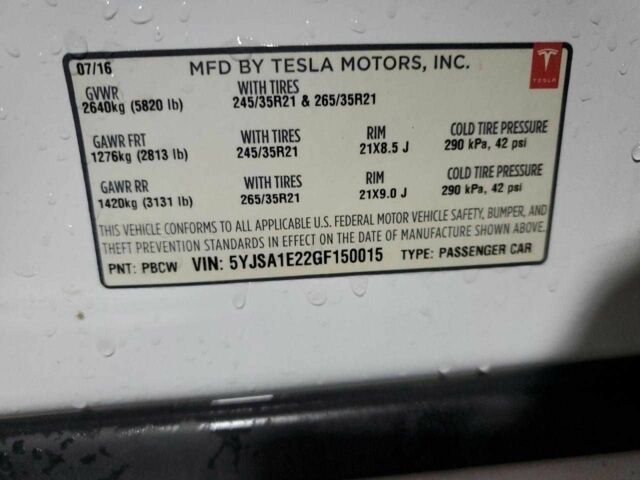 07/16 MFD BY TESLA MOTORS, INC.
TESLA
GVWR WITH TIRES
2640kg (5820 lb) 245/35R21 & 265/35R21
GAWR FRT WITH TIRES RIM COLD TIRE PRESSURE
1276kg (2813 lb) 245/35R21 21X8.5 J 290 kPa, 42 psi
GAWR RR WITH TIRES RIM COLD TIRE PRESSURE
1420kg (3131 lb) 265/35R21 21X9.0 J 290 kPa, 42 psi
THIS VEHICLE CONFORMS TO ALL APPLICABLE U.S. FEDERAL MOTOR VEHICLE SAFETY, BUMPER, AND
THEFT PREVENTION STANDARDS IN EFFECT ON THE DATE OF MANUFACTURE SHOWN ABOVE.
PNT: PBCW VIN: 5YJSA1E22GF150015 TYPE: PASSENGER CAR